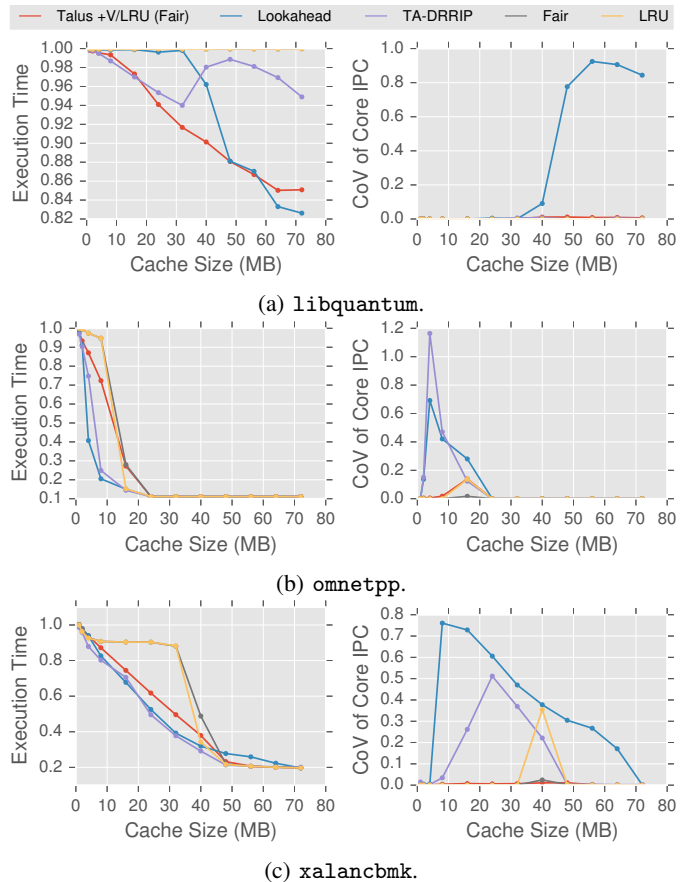 Talus +V/LRU (Fair) Lookahead TA-DRRIP Fair LRU
1.00
0.98
0.96
0.94
0.92
0.90
0.88
0.86
0.84
0.82
Execution Time
0 10 20 30 40 50 60 70 80
Cache Size (MB)
1.0
0.8
0.6
0.4
0.2
0.0
CoV of Core IPC
0 10 20 30 40 50 60 70 80
Cache Size (MB)
(a) libquantum.
1.0
0.9
0.8
0.7
0.6
0.5
0.4
0.3
0.2
0.1
Execution Time
0 10 20 30 40 50 60 70 80
Cache Size (MB)
1.2
1.0
0.8
0.6
0.4
0.2
0.0
CoV of Core IPC
0 10 20 30 40 50 60 70 80
Cache Size (MB)
(b) omnetpp.
1.0
0.8
0.6
0.4
0.2
Execution Time
0 10 20 30 40 50 60 70 80
Cache Size (MB)
0.8
0.7
0.6
0.5
0.4
0.3
0.2
0.1
0.0
CoV of Core IPC
0 10 20 30 40 50 60 70 80
Cache Size (MB)
(c) xalancbmk.